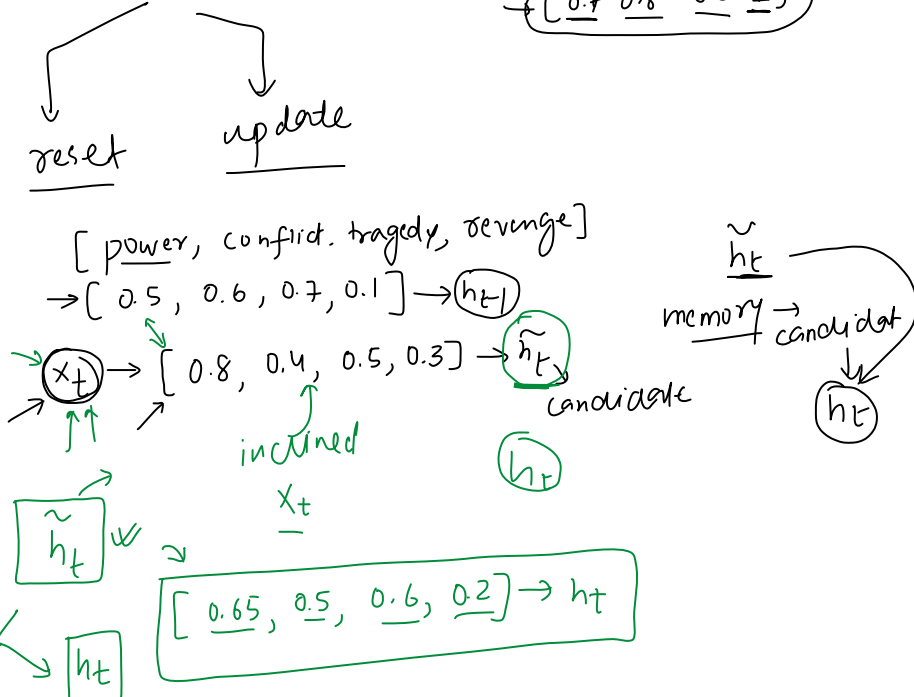 reset
update
[power, conflict. tragedy, revenge]
→[ 0.5, 0.6, 0.7, 0.1] → h̃t-1
xt → [ 0.8, 0.4, 0.5, 0.3] → h̃t
candidate
inclined
xt
ht
h̃t
memory → candidat
ht
h̃t
[ 0.65, 0.5, 0.6, 0.2] → ht
ht